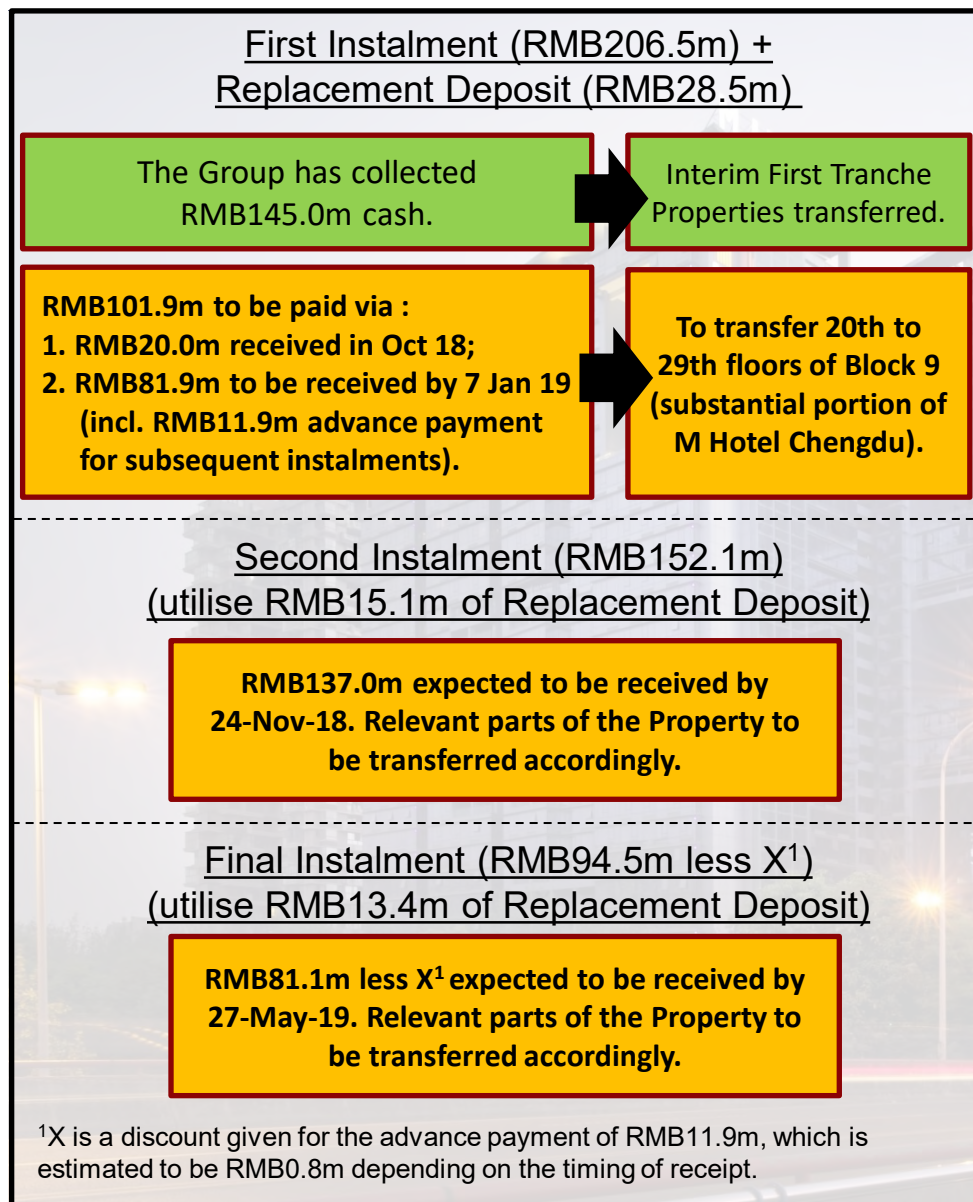 First Instalment (RMB206.5m) +
Replacement Deposit (RMB28.5m)
The Group has collected
RMB145.0m cash.
Interim First Tranche
Properties transferred.
RMB101.9m to be paid via :
1. RMB20.0m received in Oct 18;
2. RMB81.9m to be received by 7 Jan 19
(incl. RMB11.9m advance payment
for subsequent instalments).
To transfer 20th to
29th floors of Block 9
(substantial portion of
M Hotel Chengdu).
Second Instalment (RMB152.1m)
(utilise RMB15.1m of Replacement Deposit)
RMB137.0m expected to be received by
24-Nov-18. Relevant parts of the Property to
be transferred accordingly.
Final Instalment (RMB94.5m less X¹)
(utilise RMB13.4m of Replacement Deposit)
RMB81.1m less X¹ expected to be received by
27-May-19. Relevant parts of the Property to
be transferred accordingly.
¹X is a discount given for the advance payment of RMB11.9m, which is
estimated to be RMB0.8m depending on the timing of receipt.